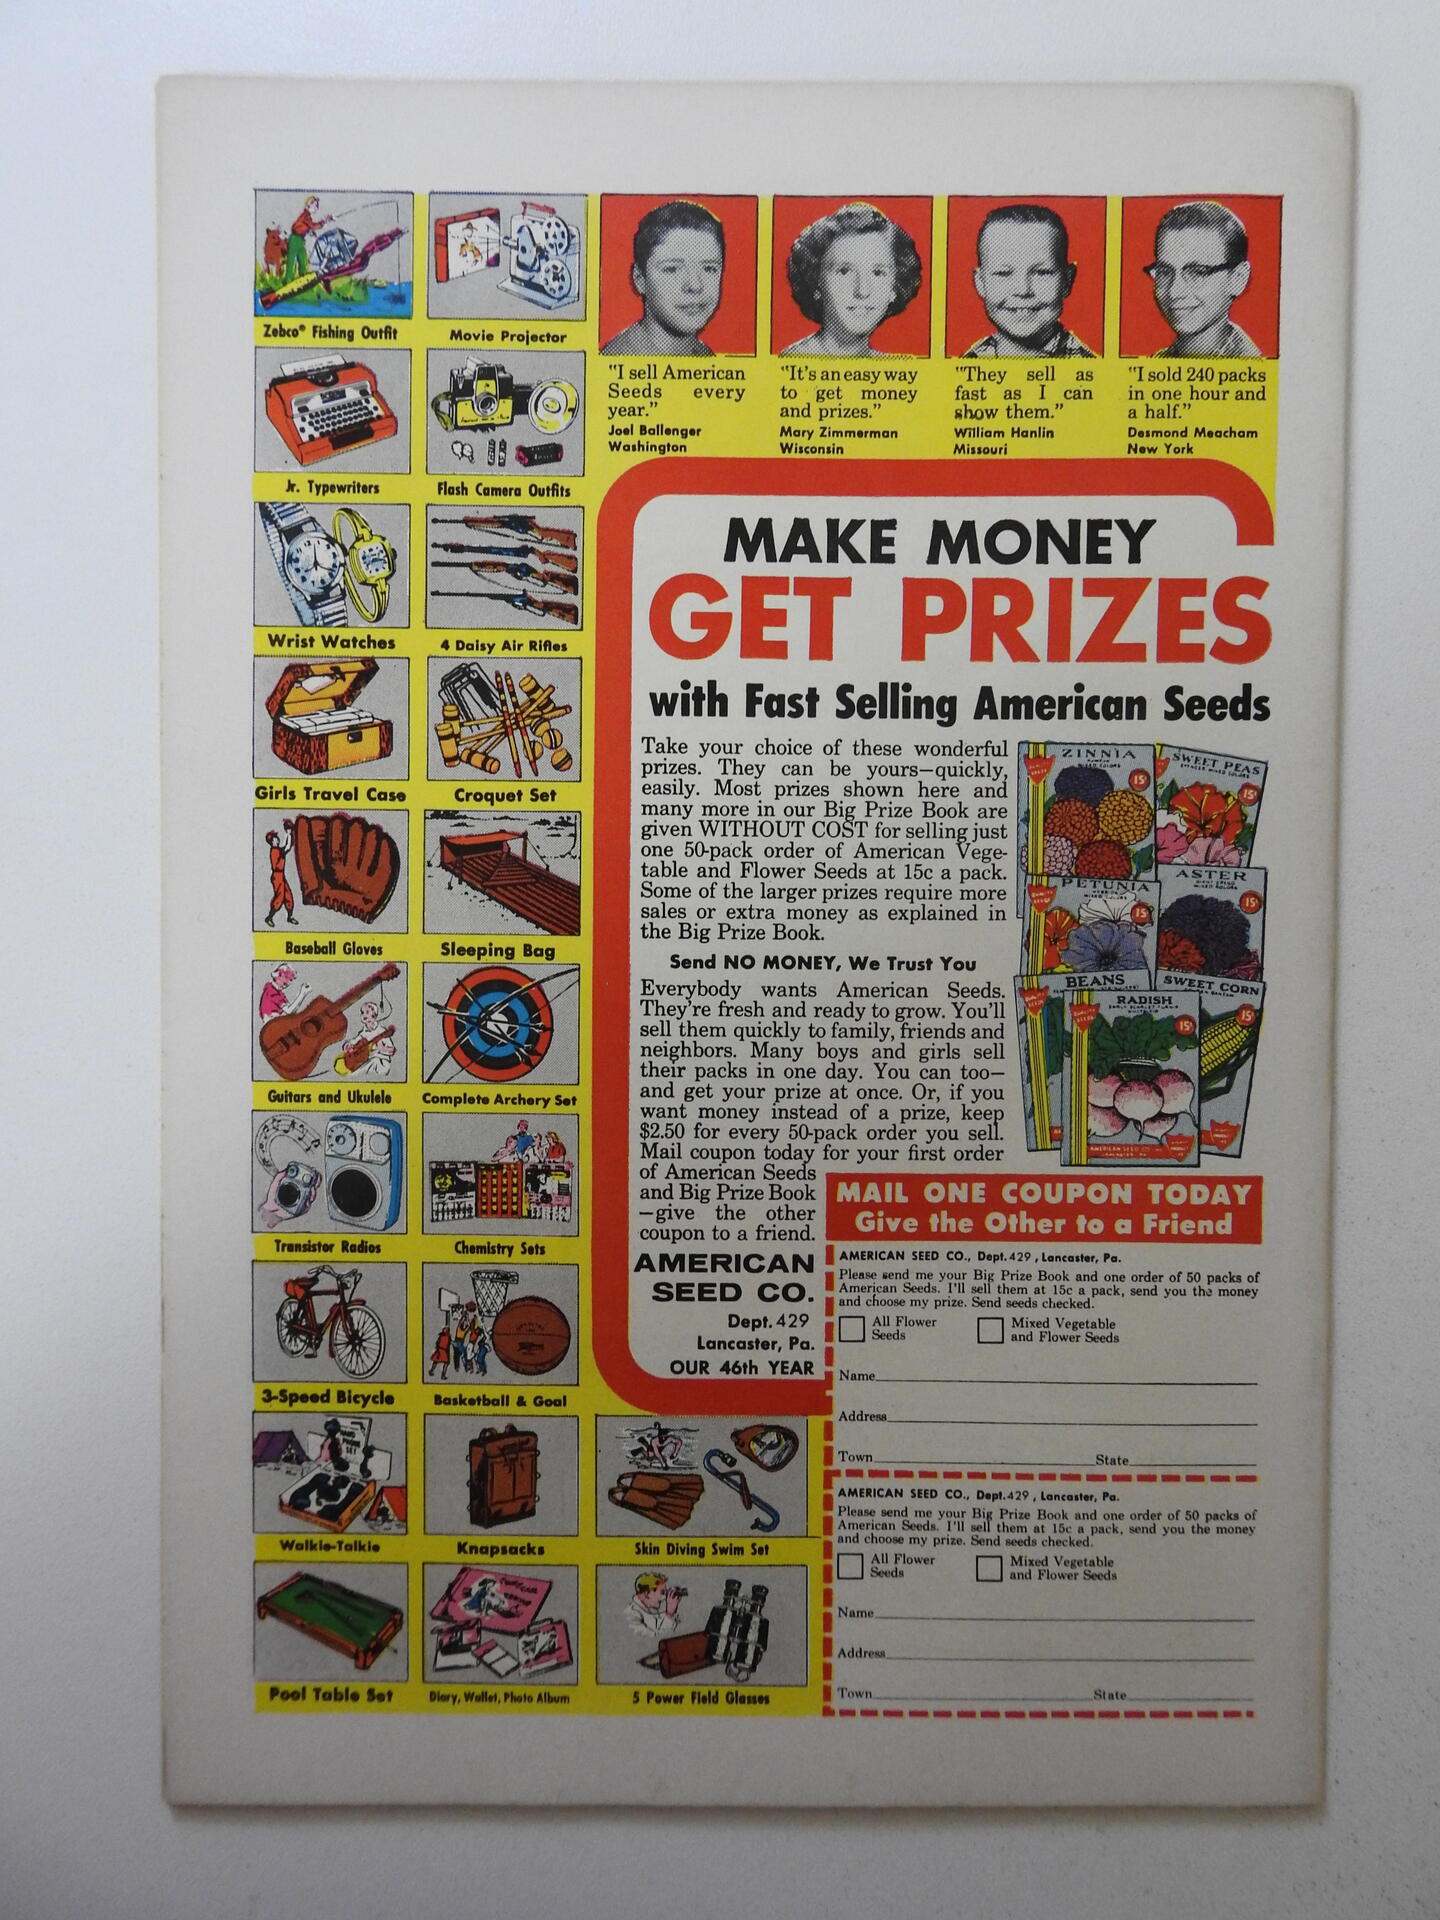 Zebco® Fishing Outfit
Movie Projector
Jr. Typewriters
Flash Camera Outfits
Wrist Watches
4 Daisy Air Rifles
Girls Travel Case
Croquet Set
Baseball Gloves
Sleeping Bag
Guitars and Ukulele
Complete Archery Set
Transistor Radios
Chemistry Sets
3-Speed Bicycle
Basketball & Goal
Walkie-Talkie
Knapsacks
Skin Diving Swim Set
Pool Table Set
Diary, Wallet, Photo Album
5 Power Field Glasses
"I sell American
Seeds every
year."
Joel Ballenger
Washington
"It's an easy way
to get money
and prizes."
Mary Zimmerman
Wisconsin
"They sell as
fast as I can
show them."
William Hanlin
Missouri
"I sold 240 packs
in one hour and
a half."
Desmond Meacham
New York
MAKE MONEY
GET PRIZES
with Fast Selling American Seeds
Take your choice of these wonderful
prizes. They can be yours—quickly,
easily. Most prizes shown here and
many more in our Big Prize Book are
given WITHOUT COST for selling just
one 50-pack order of American Vege-
table and Flower Seeds at 15c a pack.
Some of the larger prizes require more
sales or extra money as explained in
the Big Prize Book.
Send NO MONEY, We Trust You
Everybody wants American Seeds.
They're fresh and ready to grow. You'll
sell them quickly to family, friends and
neighbors. Many boys and girls sell
their packs in one day. You can too—
and get your prize at once. Or, if you
want money instead of a prize, keep
$2.50 for every 50-pack order you sell.
Mail coupon today for your first order
of American Seeds
and Big Prize Book
—give the other
coupon to a friend.
AMERICAN
SEED CO.
Dept. 429
Lancaster, Pa.
OUR 46th YEAR
ZINNIA
MIXED COLORS
15¢
SWEET PEAS
MIXED COLORS
15¢
PETUNIA
MIXED COLORS
15¢
ASTER
MIXED COLORS
15¢
BEANS
SWEET CORN
15¢
RADISH
15¢
AMERICAN SEED CO.
LANCASTER, PA.
MAIL ONE COUPON TODAY
Give the Other to a Friend
AMERICAN SEED CO., Dept. 429, Lancaster, Pa.
Please send me your Big Prize Book and one order of 50 packs of
American Seeds. I'll sell them at 15c a pack, send you the money
and choose my prize. Send seeds checked.
All Flower
Seeds
Mixed Vegetable
and Flower Seeds
Name
Address
Town State
AMERICAN SEED CO., Dept. 429, Lancaster, Pa.
Please send me your Big Prize Book and one order of 50 packs of
American Seeds. I'll sell them at 15c a pack, send you the money
and choose my prize. Send seeds checked.
All Flower
Seeds
Mixed Vegetable
and Flower Seeds
Name
Address
Town State